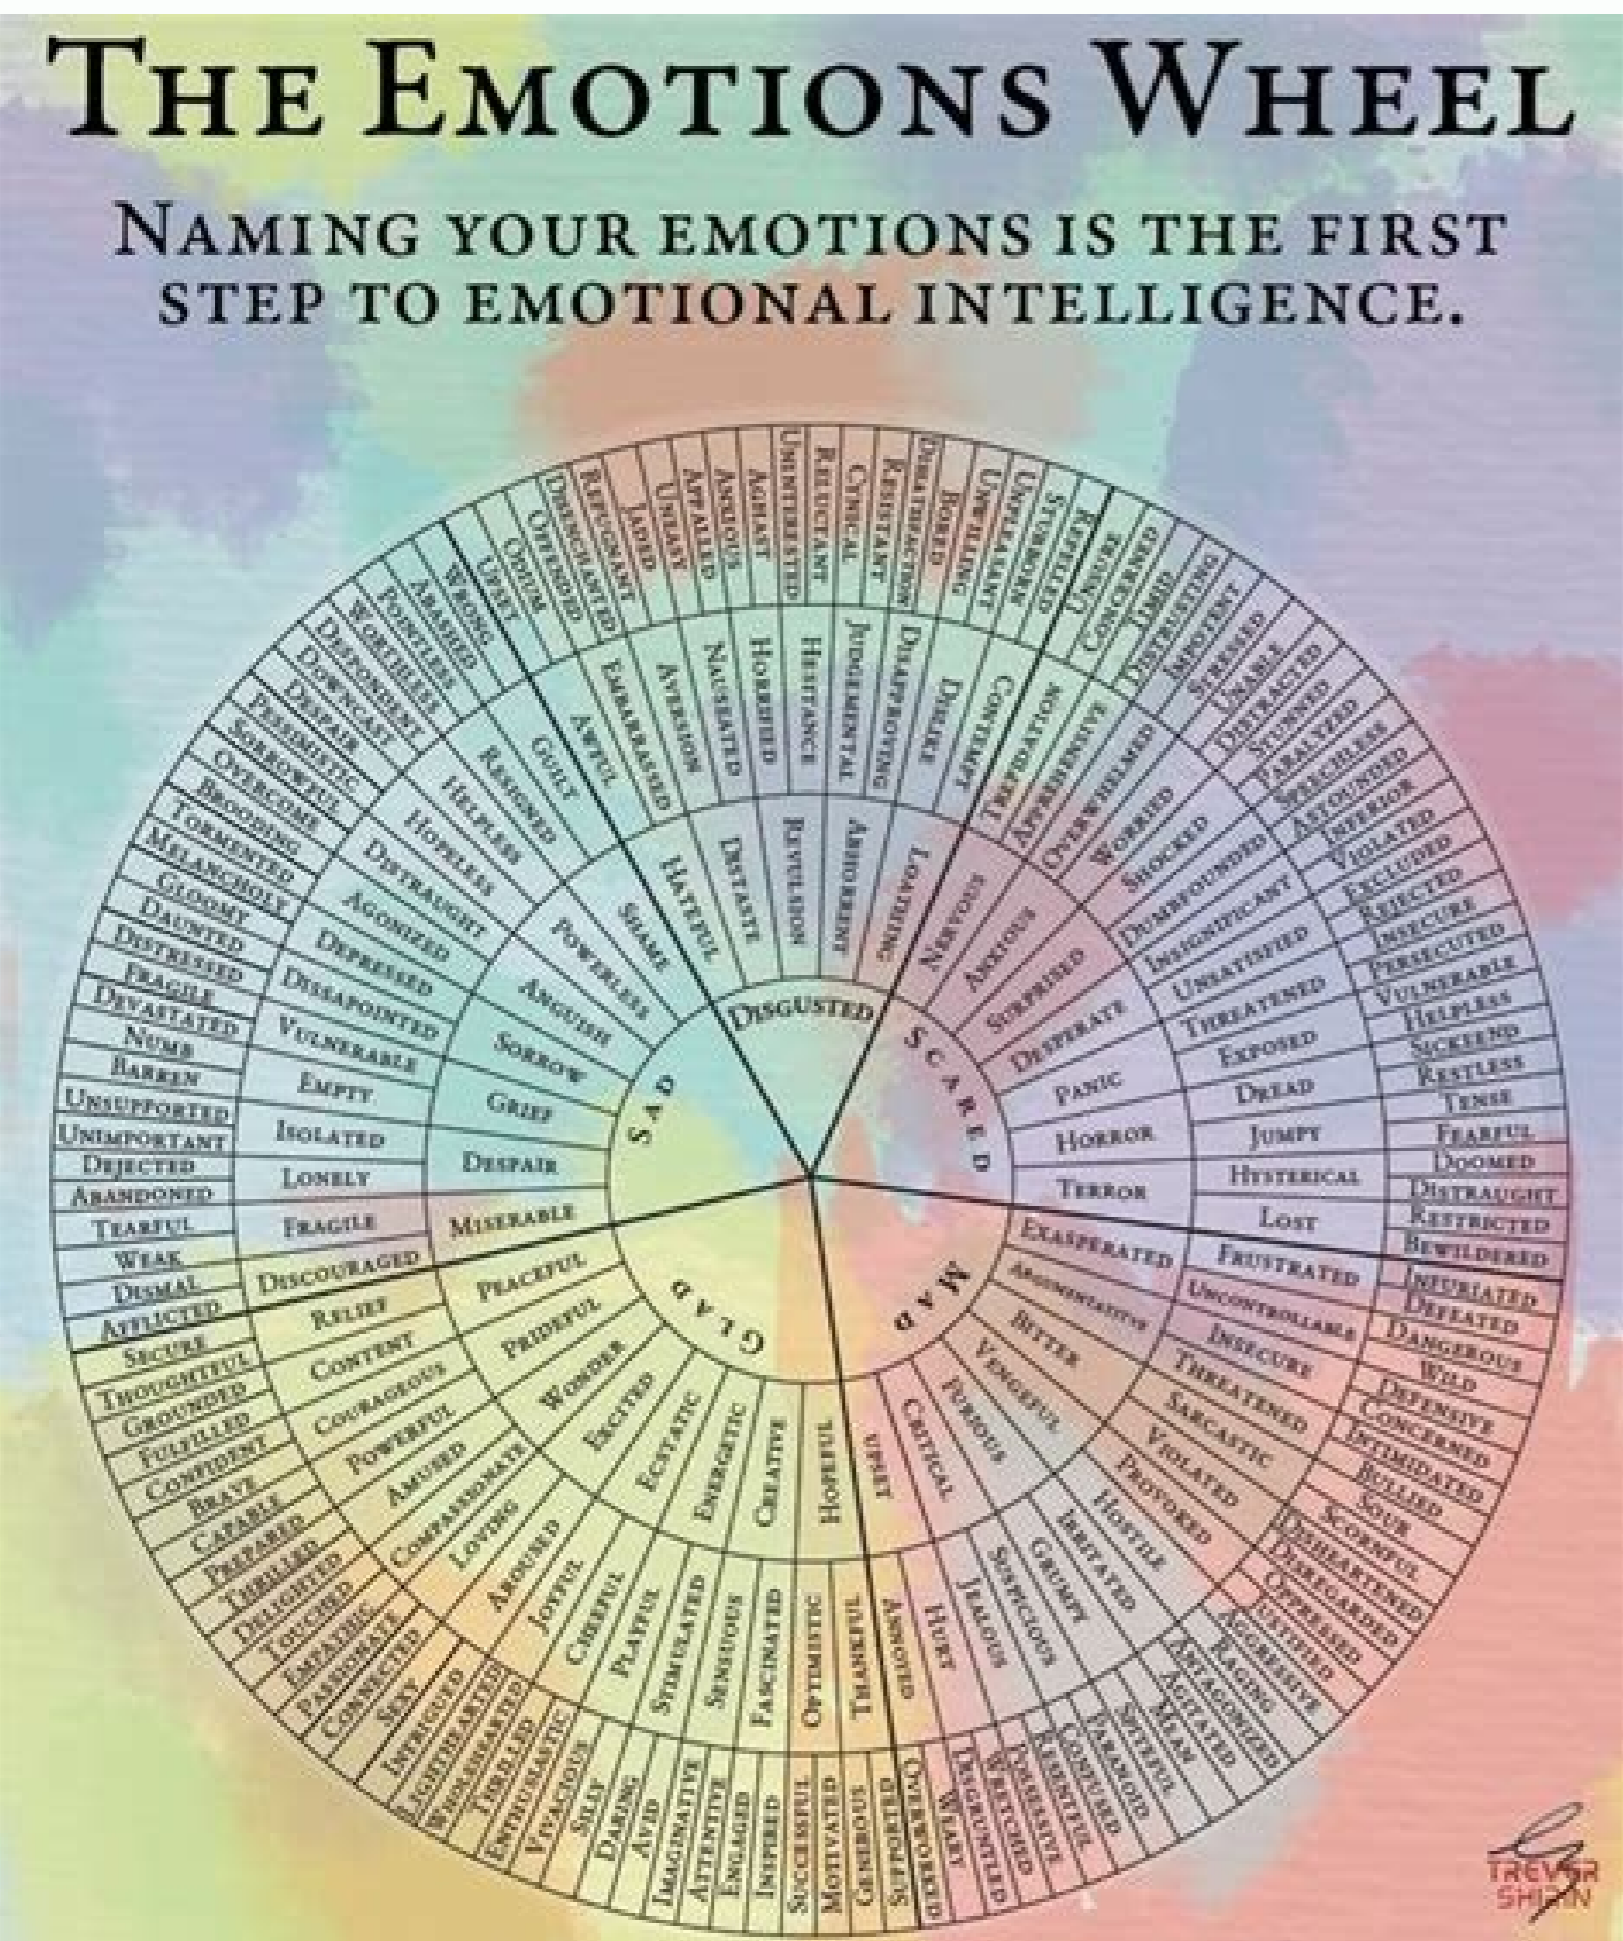 THE EMOTIONS WHEEL
NAMING YOUR EMOTIONS IS THE FIRST
STEP TO EMOTIONAL INTELLIGENCE.
DISGUSTED
SCARED
MAD
GLAD
SAD
HATEFUL
DISTASTE
REVULSION
ABHORRENT
LOATHING
NEUROSIS
ANXIOUS
SURPRISED
DESPERATE
PANIC
HORROR
TERROR
EXASPERATED
ARGUMENTATIVE
BITTER
VENGEFUL
FURIOUS
CRITICAL
UPSET
HOPEFUL
CREATIVE
ENERGETIC
ECSTATIC
EXCITED
WONDER
PRIDEFUL
PEACEFUL
MISERABLE
DESPAIR
GRIEF
SORROW
ANGUISH
POWERLESS
SHAME
AWFUL
EMBARRASSED
AVERSION
NAUSEATED
HORRIFIED
HESITANCE
JUDGEMENTAL
DISAPPROVING
DISLIKE
CONTEMPT
TREPIDATION
APPREHENSIVE
OVERWHELMED
WORRIED
SHOCKED
DUMBFOUNDED
INSIGNIFICANT
UNSATISFIED
THREATENED
EXPOSED
DREAD
JUMPY
HYSTERICAL
LOST
FRUSTRATED
UNCONTROLLABLE
INSECURE
THREATENED
SARCASTIC
VIOLATED
PROVOKED
HOSTILE
IRRITATED
GRUMPY
SUSPICIOUS
JEALOUS
HURT
ANNOYED
THANKFUL
OPTIMISTIC
FASCINATED
SENSUOUS
STIMULATED
PLAYFUL
CHEEFUL
JOYFUL
AROUSED
LOVING
COMPASSIONATE
AMUSED
POWERFUL
COURAGEOUS
CONTENT
RELIEF
DISCOURAGED
FRAGILE
LONELY
ISOLATED
EMPTY
VULNERABLE
DISSAPOINTED
DEPRESSED
AGONIZED
DISTRAUGHT
HOPELESS
HELPLESS
RESIGNED
GUILT
UPSET
ODIUM
OFFENDED
DISENCHANTED
REPUGNANT
JADED
UNEASY
APPALLED
ANXIOUS
AGHAST
UNINTERESTED
RELUCTANT
CYNICAL
RESISTANT
DISSATISFACTION
BORED
UNWILLING
UNPLEASANT
STUBBORN
REPELLED
CONCERNED
TIMID
DISTRUSTING
IMPOTENT
STRESSED
UNABLE
DISTRACTED
STUNNED
PARALYZED
SPEECHLESS
ASTOUNDED
INFERIOR
VIOLATED
EXCLUDED
REJECTED
INSECURE
PERSECUTED
VULNERABLE
HELPLESS
SICKEEND
RESTLESS
TENSE
FEARFUL
DOOMED
DISTRAUGHT
RESTRICTED
BEWILDERED
INFURIATED
DEFEATED
DANGEROUS
WILD
DEFENSIVE
CONCERNED
INTIMIDATED
BULLIED
SOUR
SCORNFUL
DISHEARTENED
DISREGARDED
OPPRESSED
JUSTIFIED
AGGRESSIVE
RAGING
ANTAGONIZED
AGITATED
MEAN
SPITEFUL
PARANOID
CONFUSED
RESENTFUL
POSSESSIVE
WRETCHED
DISGRUNTLED
WEARY
OVERWORKED
SUPPORTED
GENEROUS
MOTIVATED
SUCCESSFUL
INSPIRED
ENGAGED
ATTENTIVE
IMAGINATIVE
AVID
DARING
SILLY
VIVACIOUS
ENTHUSIASTIC
THRILLED
WHOLEHEARTED
LIGHTHEARTED
INTRIGUED
SEXY
CONNECTED
PASSIONATE
EMPATHIC
TOUCHED
DELIGHTED
THRILLED
PREPARED
CAPABLE
BRAVE
CONFIDENT
FULFILLED
GROUNDED
THOUGHTFUL
SECURE
AFFLICTED
DISMAL
WEAK
TEARFUL
ABANDONED
DEJECTED
UNIMPORTANT
UNSUPPORTED
BARREN
NUMB
DEVASTATED
FRAGILE
DISTRESSED
DAUNTED
GLOOMY
MELANCHOLY
TORMENTED
BROODING
OVERCOME
SORROWFUL
PESSIMISTIC
DESPAIR
DOWNCAST
DESPONDENT
WORTHLESS
POINTLESS
ABASHED
WRONG
TREVOR
SHIRIN